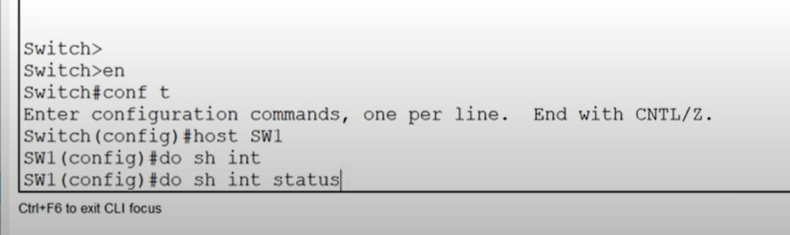 Switch>
Switch>en
Switch#conf t
Enter configuration commands, one per line.  End with CNTL/Z.
Switch(config)#host SW1
SW1(config)#do sh int
SW1(config)#do sh int status
Ctrl+F6 to exit CLI focus